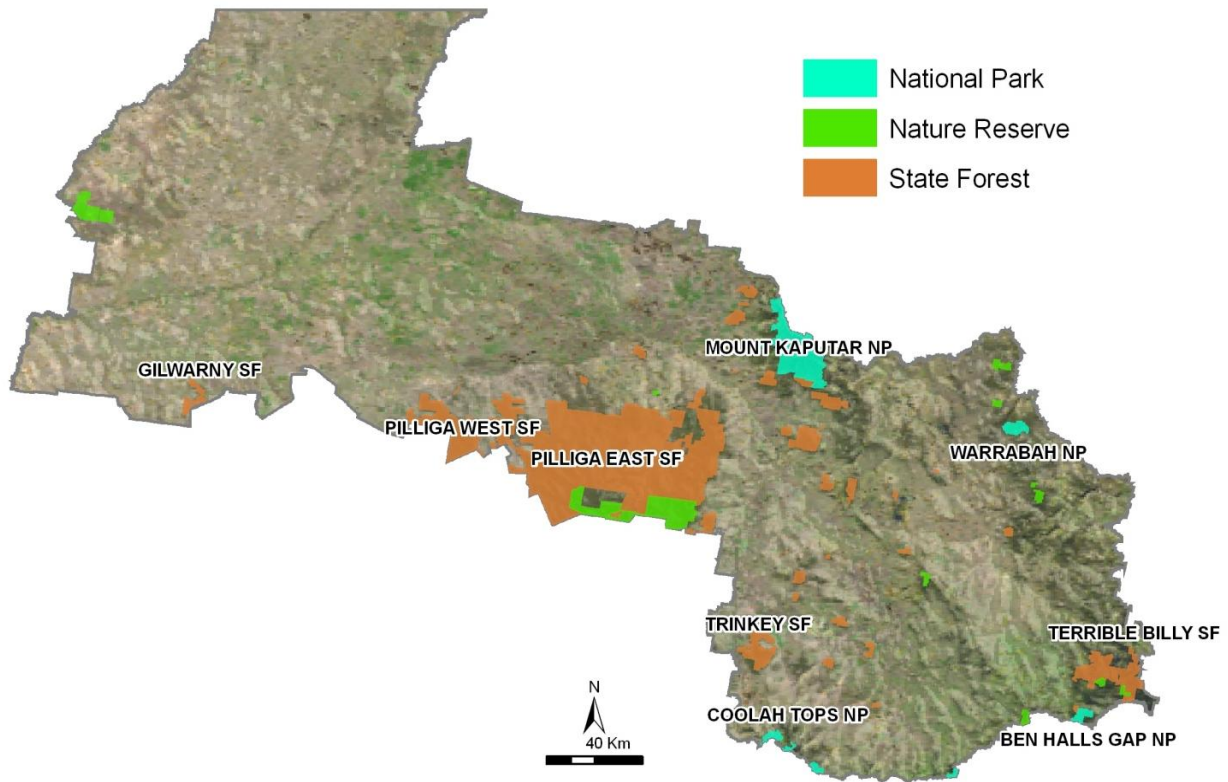 National Park
Nature Reserve
State Forest
MOUNT KAPUTAR NP
GILWARNY SF
PILLIGA WEST SF
WARRABAH NP
PILLIGA EAST SF
TRINKEY SF
TERRIBLE BILLY SF
N
COOLAH TOPS NP
40 Km
BEN HALLS GAP NP